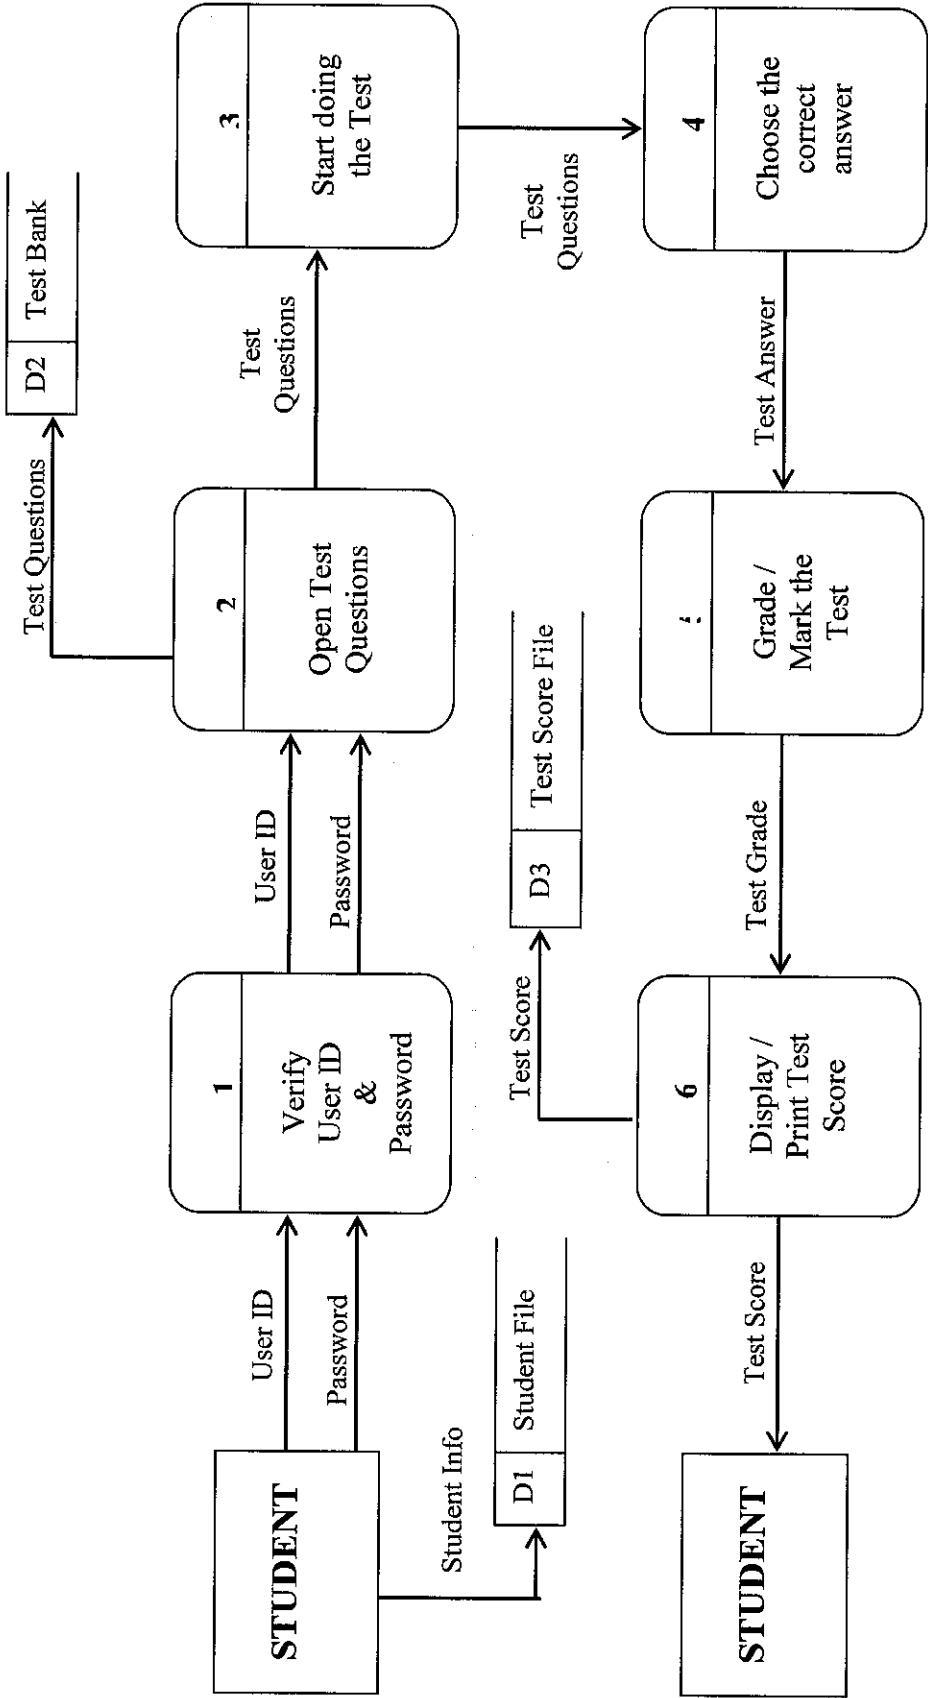 STUDENT
User ID
Password
Student Info
D1 Student File
1
Verify
User ID
&
Password
User ID
Password
2
Open Test
Questions
Test Questions
D2 Test Bank
Test
Questions
3
Start doing
the Test
Test
Questions
4
Choose the
correct
answer
Test Answer
Grade /
Mark the
Test
Test Grade
6
Display /
Print Test
Score
Test Score
D3 Test Score File
Test Score
STUDENT